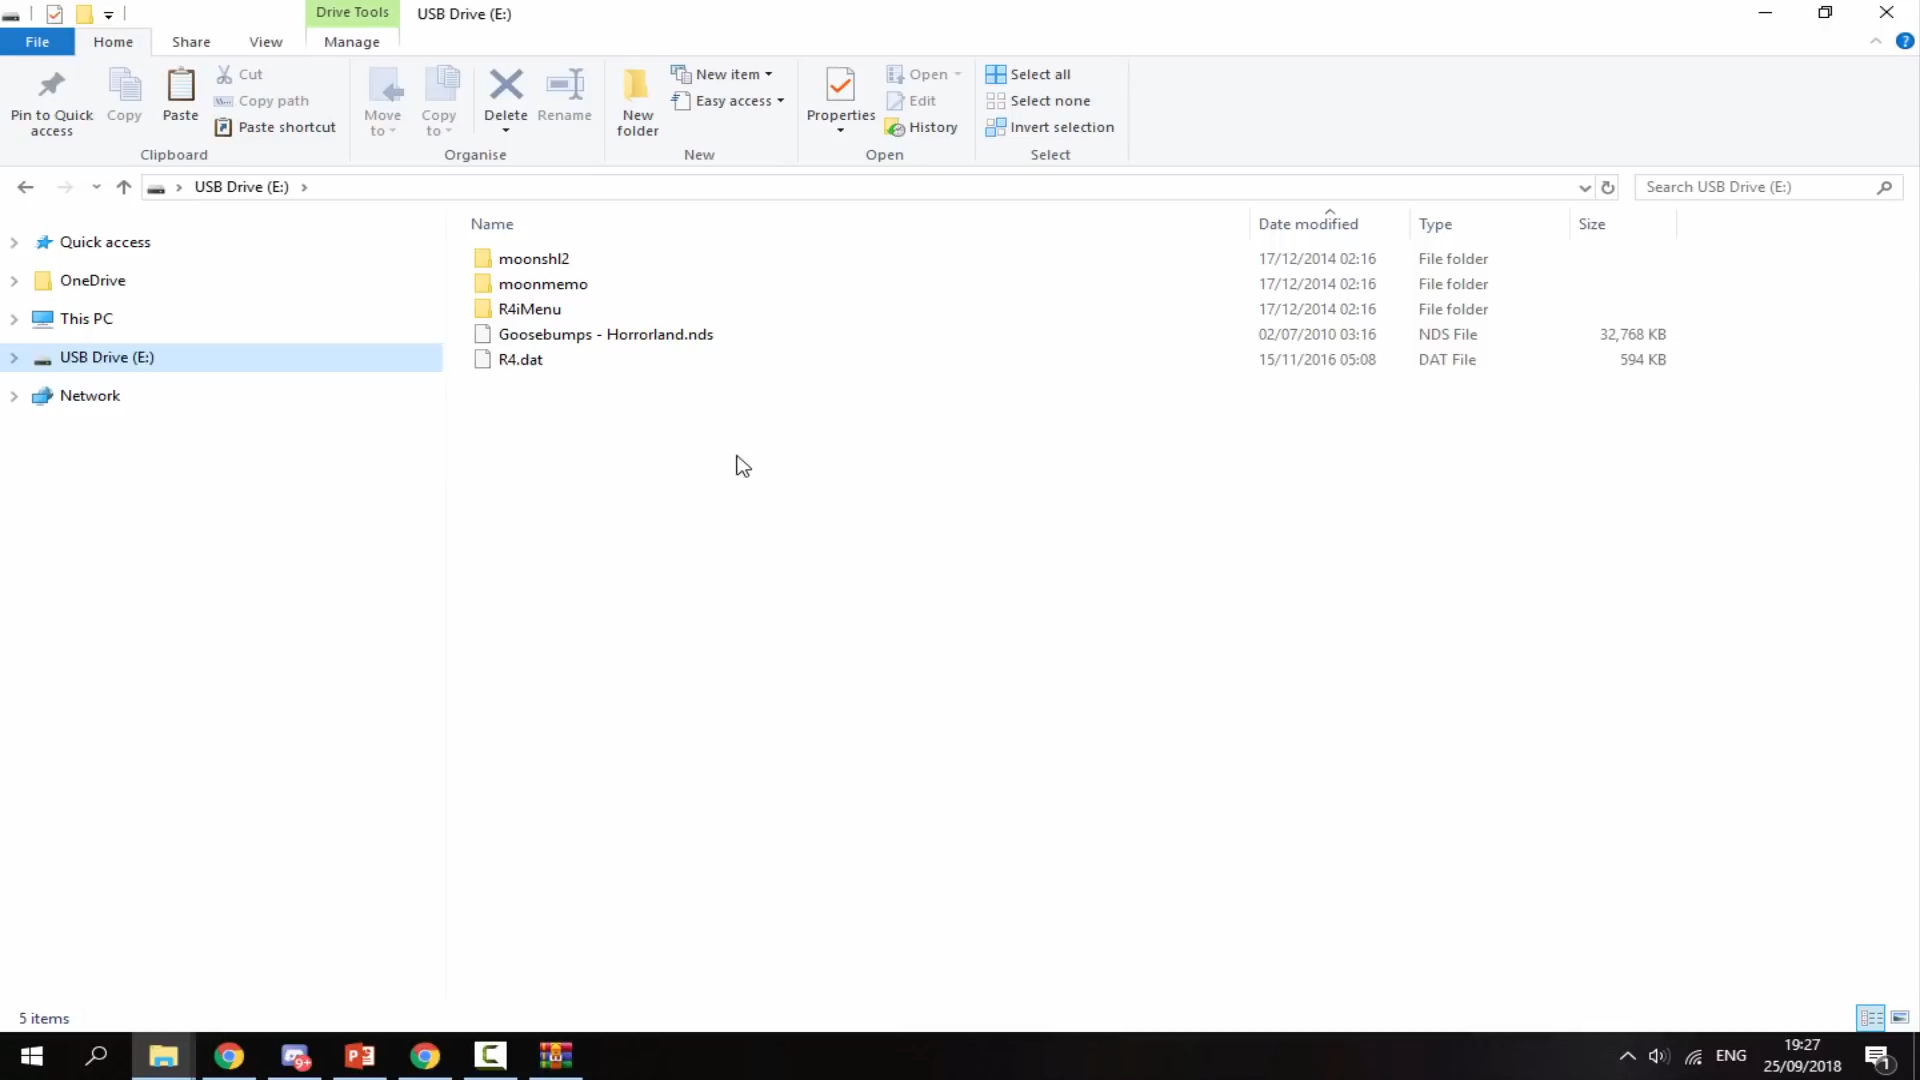 Drive Tools
USB Drive (E:)
File
Home
Share
View
Manage
Pin to Quick access
Copy
Paste
Cut
Copy path
Paste shortcut
Clipboard
Move to
Copy to
Delete
Rename
Organise
New folder
New item
Easy access
New
Properties
Open
Edit
History
Open
Select all
Select none
Invert selection
Select
USB Drive (E:)
Search USB Drive (E:)
Quick access
OneDrive
This PC
USB Drive (E:)
Network
Name Date modified Type Size
moonshl2 17/12/2014 02:16 File folder
moonmemo 17/12/2014 02:16 File folder
R4iMenu 17/12/2014 02:16 File folder
Goosebumps - Horrorland.nds 02/07/2010 03:16 NDS File 32,768 KB
R4.dat 15/11/2016 05:08 DAT File 594 KB
5 items
9+
ENG
19:27
25/09/2018
1